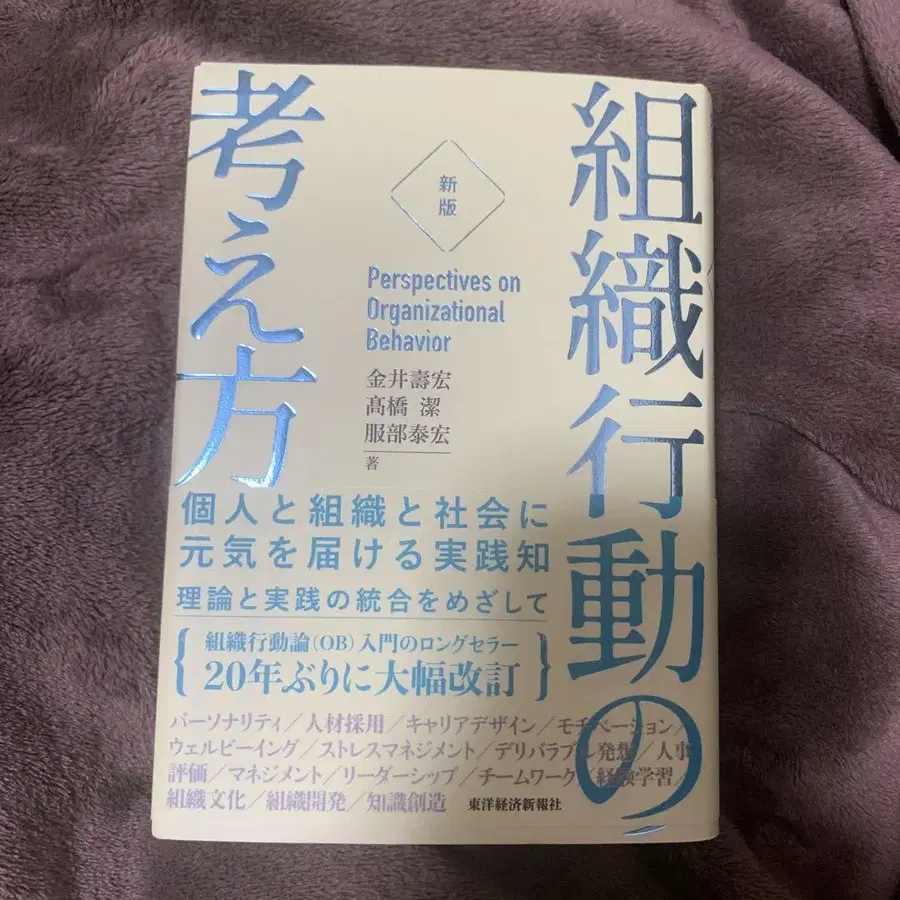 組織行動の
考え方
新版
Perspectives on
Organizational
Behavior
金井壽宏
髙橋 潔
服部泰宏
著
個人と組織と社会に
元気を届ける実践知
理論と実践の統合をめざして
組織行動論(OB)入門のロングセラー
20年ぶりに大幅改訂
パーソナリティ/人材採用/キャリアデザイン/モチベーション/
ウェルビーイング/ストレスマネジメント/デリバラブル発想/人事
評価/マネジメント/リーダーシップ/チームワーク/経験学習/
組織文化/組織開発/知識創造
東洋経済新報社